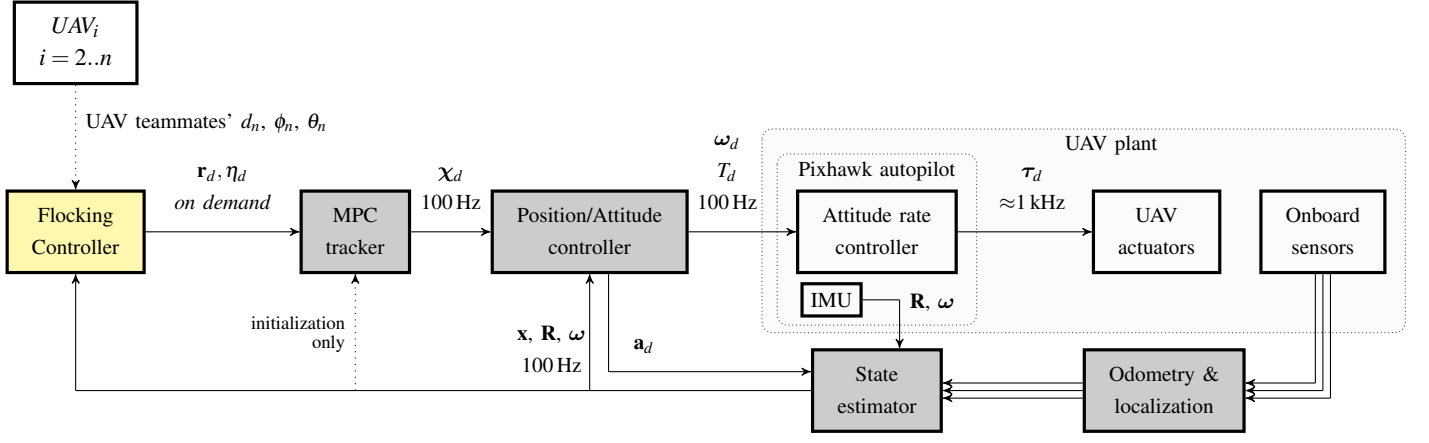 UAV_i
i = 2..n
UAV teammates' d_n, ϕ_n, θ_n
UAV plant
Pixhawk autopilot
Flocking
Controller
r_d, η_d
on demand
MPC
tracker
χ_d
100 Hz
Position/Attitude
controller
ω_d
T_d
100 Hz
Attitude rate
controller
τ_d
≈1 kHz
UAV
actuators
Onboard
sensors
IMU
R, ω
initialization
only
x, R, ω
100 Hz
a_d
State
estimator
Odometry &
localization